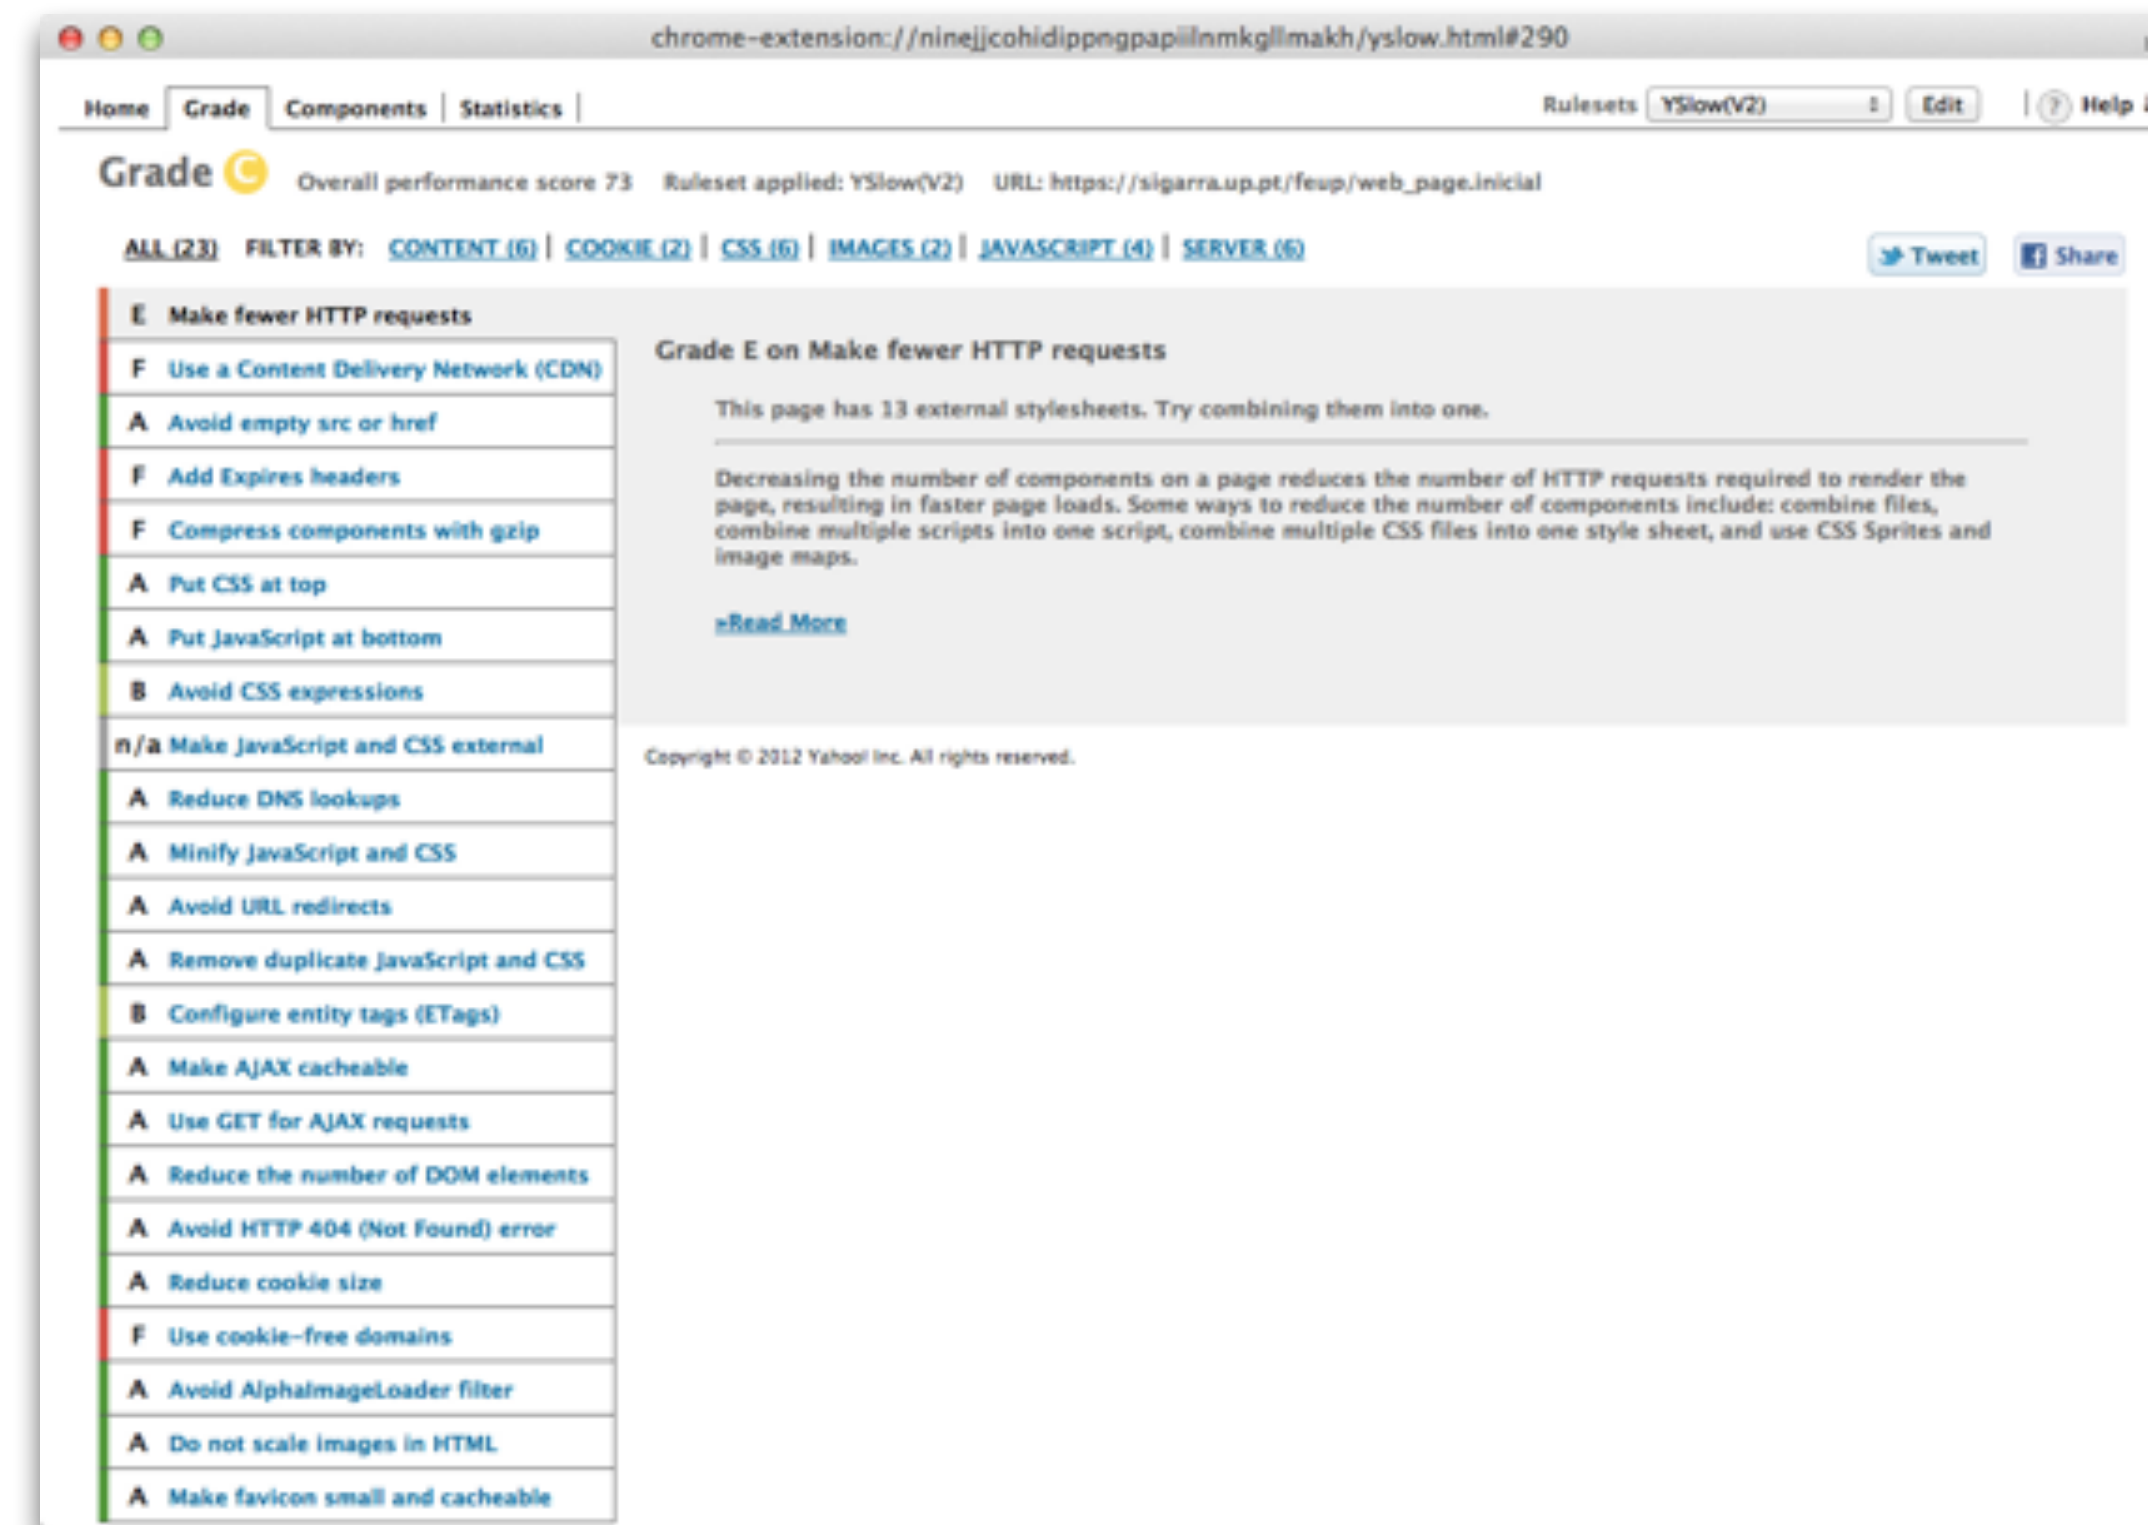 chrome-extension://ninejjcohidippngpapiilnmkgllmakh/yslow.html#290
Home Grade Components Statistics Rulesets YSlow(V2) Edit ? Help
Grade C Overall performance score 73 Ruleset applied: YSlow(V2) URL: https://sigarra.up.pt/feup/web_page.inicial
ALL (23) FILTER BY: CONTENT (6) | COOKIE (2) | CSS (6) | IMAGES (2) | JAVASCRIPT (4) | SERVER (6)
Tweet Share
E Make fewer HTTP requests
F Use a Content Delivery Network (CDN)
A Avoid empty src or href
F Add Expires headers
F Compress components with gzip
A Put CSS at top
A Put JavaScript at bottom
B Avoid CSS expressions
n/a Make JavaScript and CSS external
A Reduce DNS lookups
A Minify JavaScript and CSS
A Avoid URL redirects
A Remove duplicate JavaScript and CSS
B Configure entity tags (ETags)
A Make AJAX cacheable
A Use GET for AJAX requests
A Reduce the number of DOM elements
A Avoid HTTP 404 (Not Found) error
A Reduce cookie size
F Use cookie-free domains
A Avoid AlphaImageLoader filter
A Do not scale images in HTML
A Make favicon small and cacheable
Grade E on Make fewer HTTP requests
This page has 13 external stylesheets. Try combining them into one.
Decreasing the number of components on a page reduces the number of HTTP requests required to render the
page, resulting in faster page loads. Some ways to reduce the number of components include: combine files,
combine multiple scripts into one script, combine multiple CSS files into one style sheet, and use CSS Sprites and
image maps.
»Read More
Copyright © 2012 Yahoo! Inc. All rights reserved.